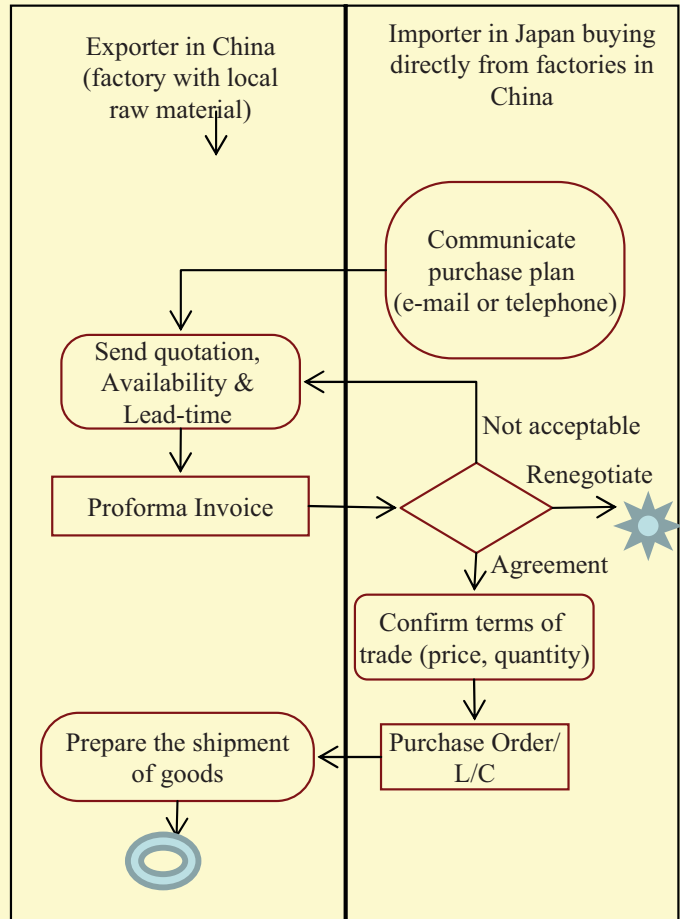 Exporter in China
(factory with local
raw material)
Importer in Japan buying
directly from factories in
China
Communicate
purchase plan
(e-mail or telephone)
Send quotation,
Availability &
Lead-time
Not acceptable
Renegotiate
Proforma Invoice
Agreement
Confirm terms of
trade (price, quantity)
Prepare the shipment
of goods
Purchase Order/
L/C